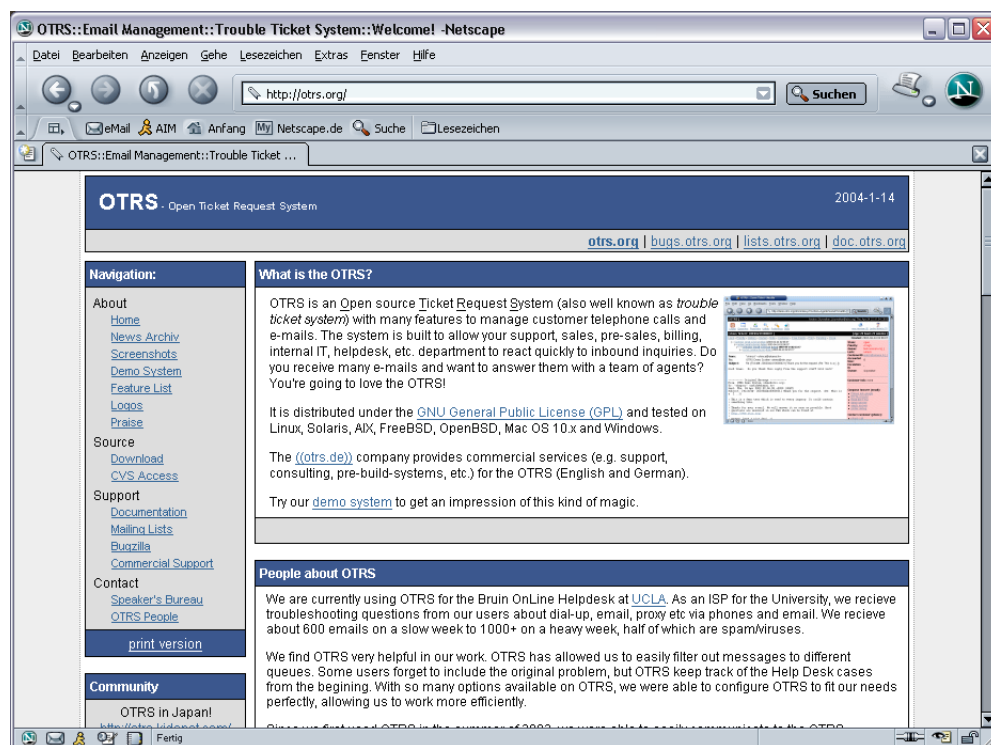 OTRS::Email Management::Trouble Ticket System::Welcome! -Netscape
Datei Bearbeiten Anzeigen Gehe Lesezeichen Extras Fenster Hilfe
http://otrs.org/ Suchen N
eMail AIM Anfang My Netscape.de Suche Lesezeichen
OTRS::Email Management::Trouble Ticket ...
OTRS - Open Ticket Request System 2004-1-14
otrs.org | bugs.otrs.org | lists.otrs.org | doc.otrs.org
Navigation:
About
Home
News Archiv
Screenshots
Demo System
Feature List
Logos
Praise
Source
Download
CVS Access
Support
Documentation
Mailing Lists
Bugzilla
Commercial Support
Contact
Speaker's Bureau
OTRS People
print version
Community
OTRS in Japan!
What is the OTRS?
OTRS is an Open source Ticket Request System (also well known as trouble
ticket system) with many features to manage customer telephone calls and
e-mails. The system is built to allow your support, sales, pre-sales, billing,
internal IT, helpdesk, etc. department to react quickly to inbound inquiries. Do
you receive many e-mails and want to answer them with a team of agents?
You're going to love the OTRS!
It is distributed under the GNU General Public License (GPL) and tested on
Linux, Solaris, AIX, FreeBSD, OpenBSD, Mac OS 10.x and Windows.
The ((otrs.de)) company provides commercial services (e.g. support,
consulting, pre-build-systems, etc.) for the OTRS (English and German).
Try our demo system to get an impression of this kind of magic.
People about OTRS
We are currently using OTRS for the Bruin OnLine Helpdesk at UCLA. As an ISP for the University, we recieve
troubleshooting questions from our users about dial-up, email, proxy etc via phones and email. We recieve
about 600 emails on a slow week to 1000+ on a heavy week, half of which are spam/viruses.
We find OTRS very helpful in our work. OTRS has allowed us to easily filter out messages to different
queues. Some users forget to include the original problem, but OTRS keep track of the Help Desk cases
from the begining. With so many options available on OTRS, we were able to configure OTRS to fit our needs
perfectly, allowing us to work more efficiently.
Fertig